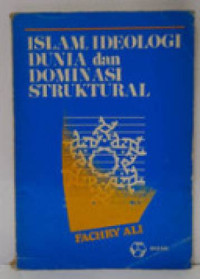 ISLAM, IDEOLOGI
DUNIA dan
DOMINASI
STRUKTURAL
FACHRY ALI